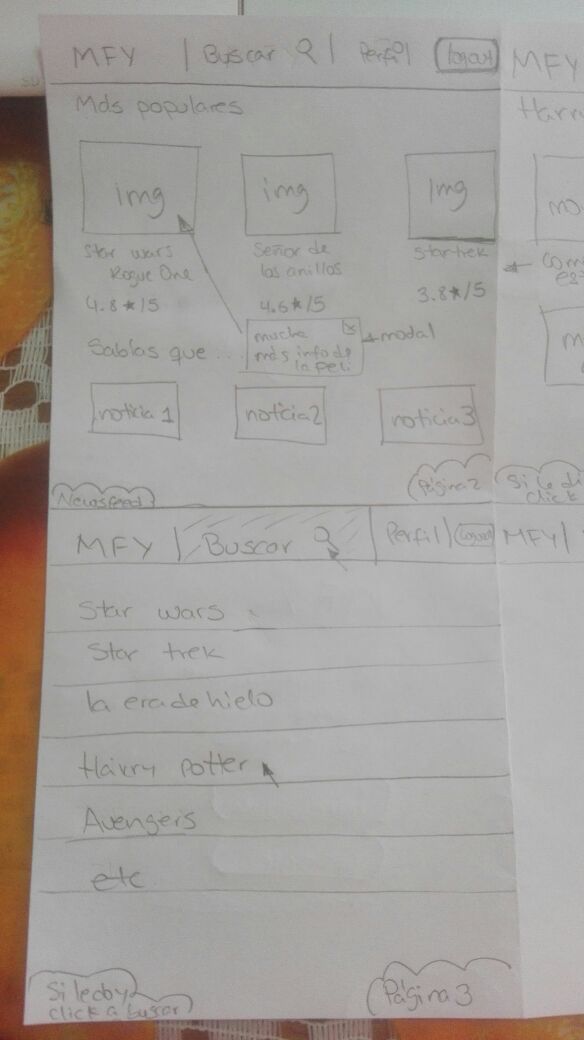 MFY | Buscar | Perfil logout
Más populares
img img img
Star wars
Rogue One
4.8★/5
Señor de
los anillos
4.5★/5
Star trek
3.8★/5
Sabías que...
mucha
más info de
la peli
X
modal
noticia 1 noticia 2 noticia 3
Newsfeed
Página 2
MFY | Buscar | Perfil | logout
Star wars
Star trek
la era de hielo
Harry Potter
Avengers
etc
Si le doy
click a buscar
Página 3
MFY
Harry
Si le di
click
MFY |